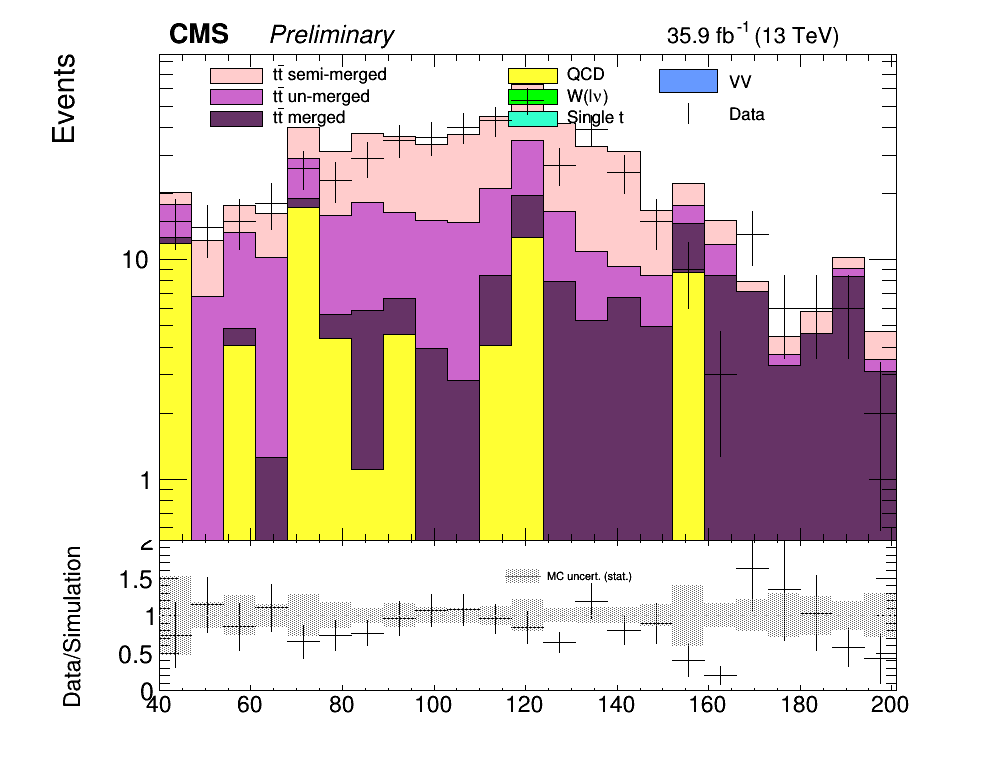 CMS Preliminary 35.9 fb⁻¹ (13 TeV)
Events
tt̄ semi-merged
tt̄ un-merged
tt̄ merged
QCD
W(lν)
Single t
VV
Data
10
1
Data/Simulation
MC uncert. (stat.)
2
1.5
1
0.5
0
40 60 80 100 120 140 160 180 200